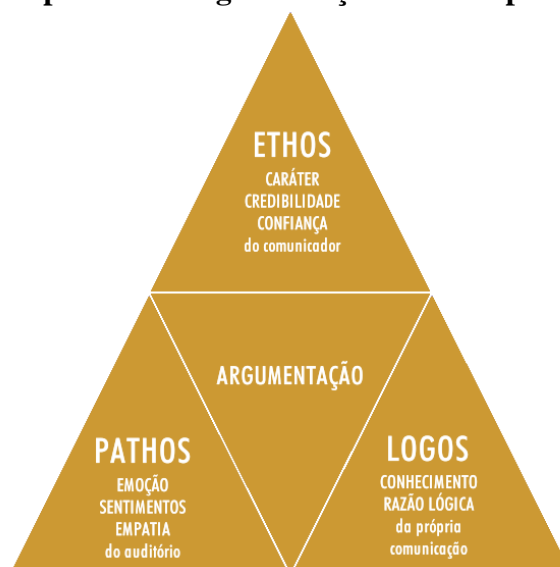 ETHOS
CARÁTER
CREDIBILIDADE
CONFIANÇA
do comunicador
ARGUMENTAÇÃO
PATHOS
EMOÇÃO
SENTIMENTOS
EMPATIA
do auditório
LOGOS
CONHECIMENTO
RAZÃO LÓGICA
da própria
comunicação